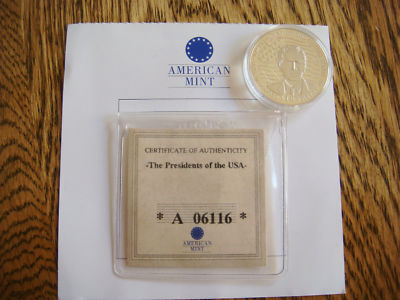 AMERICAN
MINT
CERTIFICATE OF AUTHENTICITY
-The Presidents of the USA-
* A 06116 *
AMERICAN
MINT